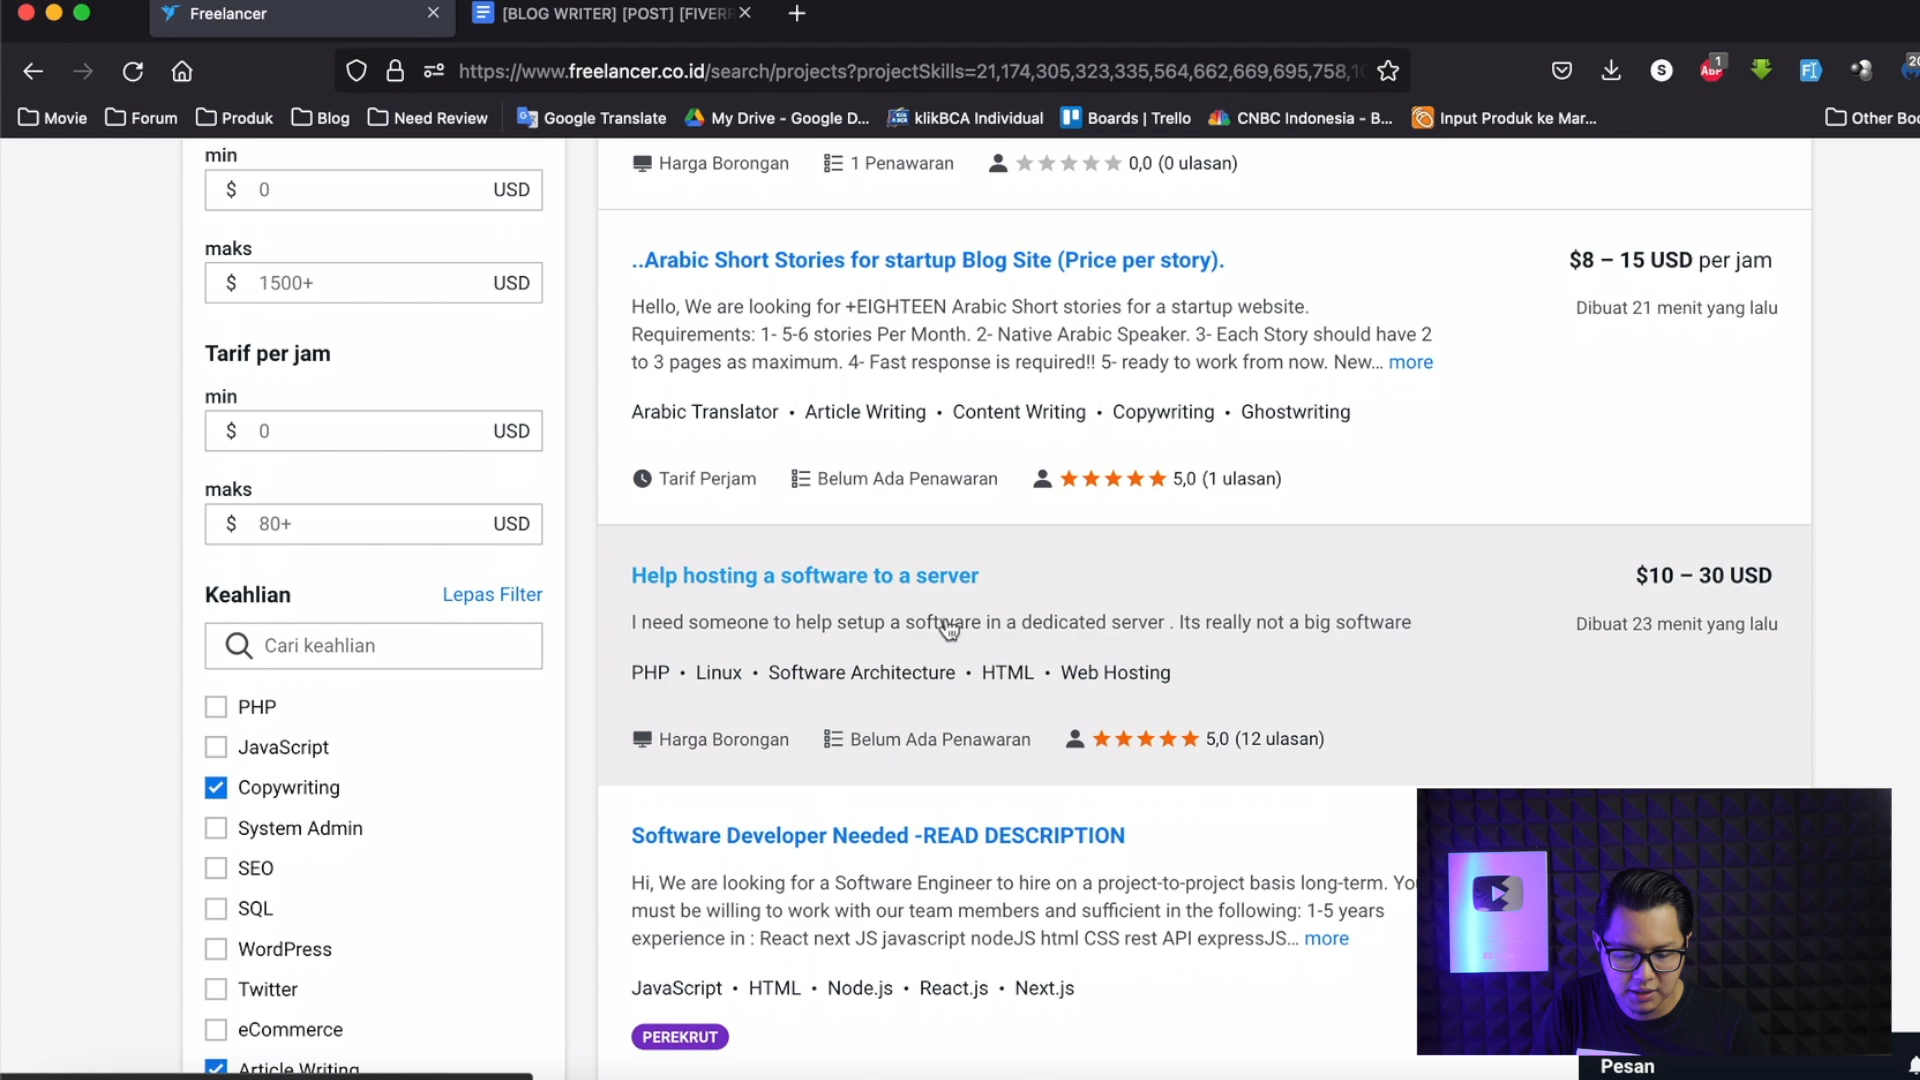 Freelancer
[BLOG WRITER] [POST] [FIVERR
https://www.freelancer.co.id/search/projects?projectSkills=21,174,305,323,335,564,662,669,695,758,10
S
ABP
1
FI
20
Movie
Forum
Produk
Blog
Need Review
Google Translate
My Drive - Google D...
klikBCA Individual
Boards | Trello
CNBC Indonesia - B...
Input Produk ke Mar...
Other Boo
min
$ 0 USD
maks
$ 1500+ USD
Tarif per jam
min
$ 0 USD
maks
$ 80+ USD
Keahlian Lepas Filter
Cari keahlian
PHP
JavaScript
Copywriting
System Admin
SEO
SQL
WordPress
Twitter
eCommerce
Article Writing
Harga Borongan 1 Penawaran 0,0 (0 ulasan)
..Arabic Short Stories for startup Blog Site (Price per story).
$8 – 15 USD per jam
Dibuat 21 menit yang lalu
Hello, We are looking for +EIGHTEEN Arabic Short stories for a startup website.
Requirements: 1- 5-6 stories Per Month. 2- Native Arabic Speaker. 3- Each Story should have 2
to 3 pages as maximum. 4- Fast response is required!! 5- ready to work from now. New... more
Arabic Translator • Article Writing • Content Writing • Copywriting • Ghostwriting
Tarif Perjam Belum Ada Penawaran 5,0 (1 ulasan)
Help hosting a software to a server
$10 – 30 USD
Dibuat 23 menit yang lalu
I need someone to help setup a software in a dedicated server . Its really not a big software
PHP • Linux • Software Architecture • HTML • Web Hosting
Harga Borongan Belum Ada Penawaran 5,0 (12 ulasan)
Software Developer Needed -READ DESCRIPTION
Hi, We are looking for a Software Engineer to hire on a project-to-project basis long-term. You
must be willing to work with our team members and sufficient in the following: 1-5 years
experience in : React next JS javascript nodeJS html CSS rest API expressJS... more
JavaScript • HTML • Node.js • React.js • Next.js
PEREKRUT
Pesan